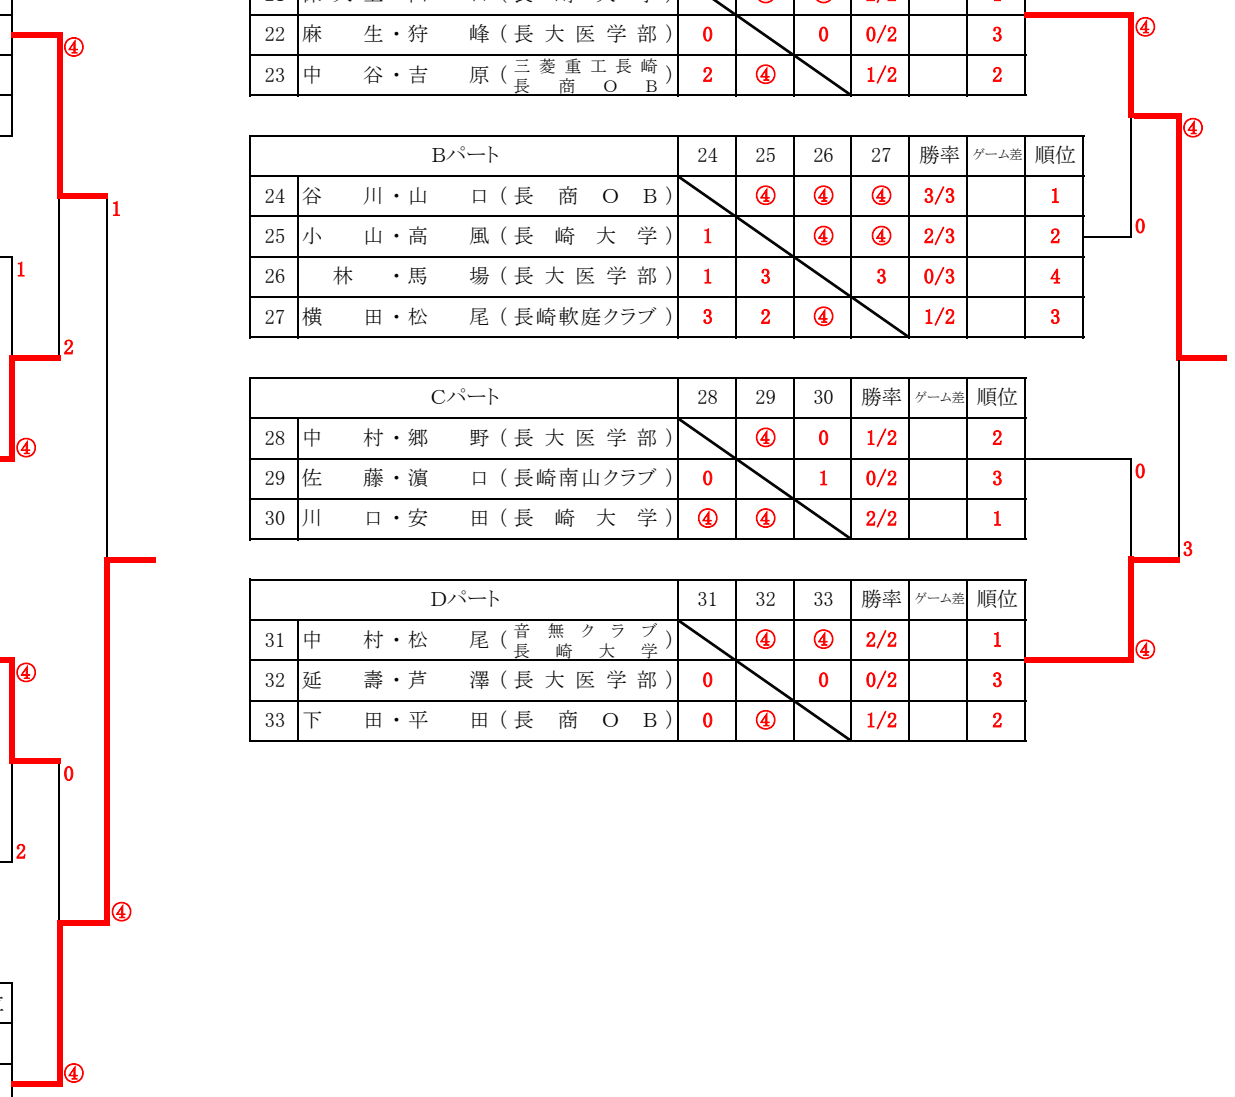 ④
22 麻 生・狩 峰(長大医学部) 0 0 0/2 3
23 中 谷・吉 原(三菱重工長崎 長商OB) 2 ④ 1/2 2
④
④
④
Bパート 24 25 26 27 勝率 ゲーム差 順位
24 谷 川・山 口(長商OB) ④ ④ ④ 3/3 1
1
25 小 山・高 風(長崎大学) 1 ④ ④ 2/3 2
0
26 林 ・馬 場(長大医学部) 1 3 3 0/3 4
1
27 横 田・松 尾(長崎軟庭クラブ) 3 2 ④ 1/2 3
2
Cパート 28 29 30 勝率 ゲーム差 順位
28 中 村・郷 野(長大医学部) ④ 0 1/2 2
④
29 佐 藤・濵 口(長崎南山クラブ) 0 1 0/2 3
0
30 川 口・安 田(長崎大学) ④ ④ 2/2 1
3
Dパート 31 32 33 勝率 ゲーム差 順位
31 中 村・松 尾(音無クラブ 長崎大学) ④ ④ 2/2 1
④
④
32 延 壽・芦 澤(長大医学部) 0 0 0/2 3
33 下 田・平 田(長商OB) 0 ④ 1/2 2
0
2
④
④